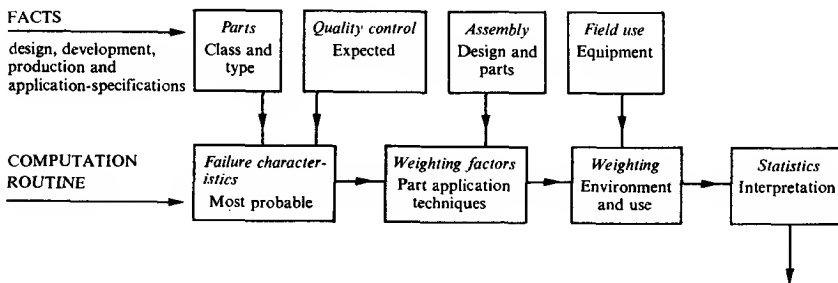 FACTS
design, development,
production and
application-specifications
Parts
Class and
type
Quality control
Expected
Assembly
Design and
parts
Field use
Equipment
COMPUTATION
ROUTINE
Failure character-
istics
Most probable
Weighting factors
Part application
techniques
Weighting
Environment
and use
Statistics
Interpretation